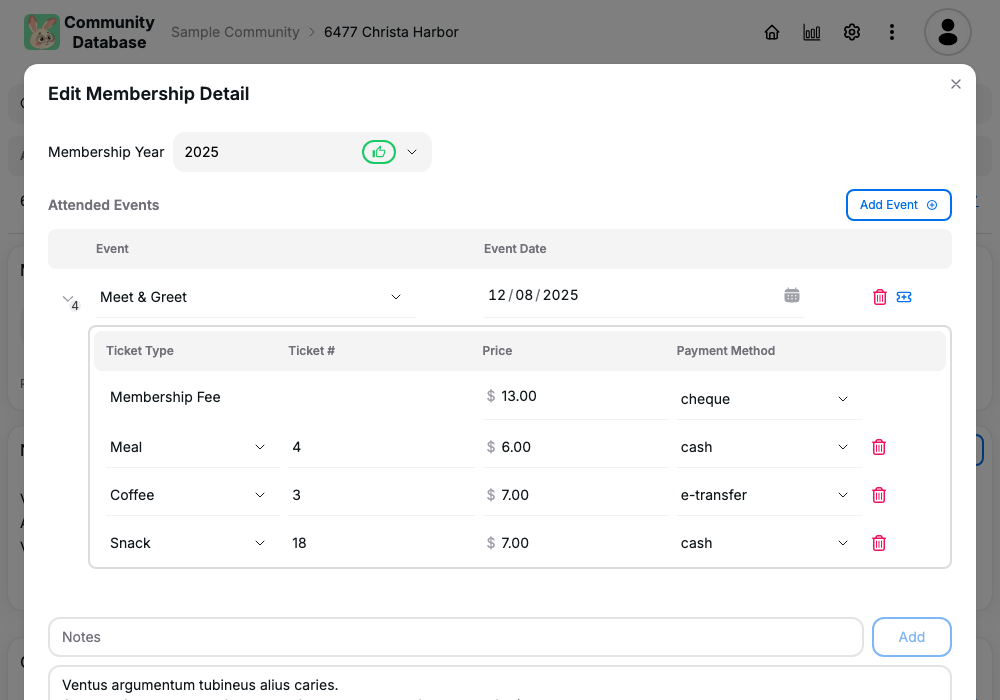 Community
Database
Sample Community > 6477 Christa Harbor
Edit Membership Detail
Membership Year 2025
Attended Events
Add Event
Event Event Date
4 Meet & Greet 12/08/2025
Ticket Type Ticket # Price Payment Method
Membership Fee $ 13.00 cheque
Meal 4 $ 6.00 cash
Coffee 3 $ 7.00 e-transfer
Snack 18 $ 7.00 cash
Notes
Add
Ventus argumentum tubineus alius caries.